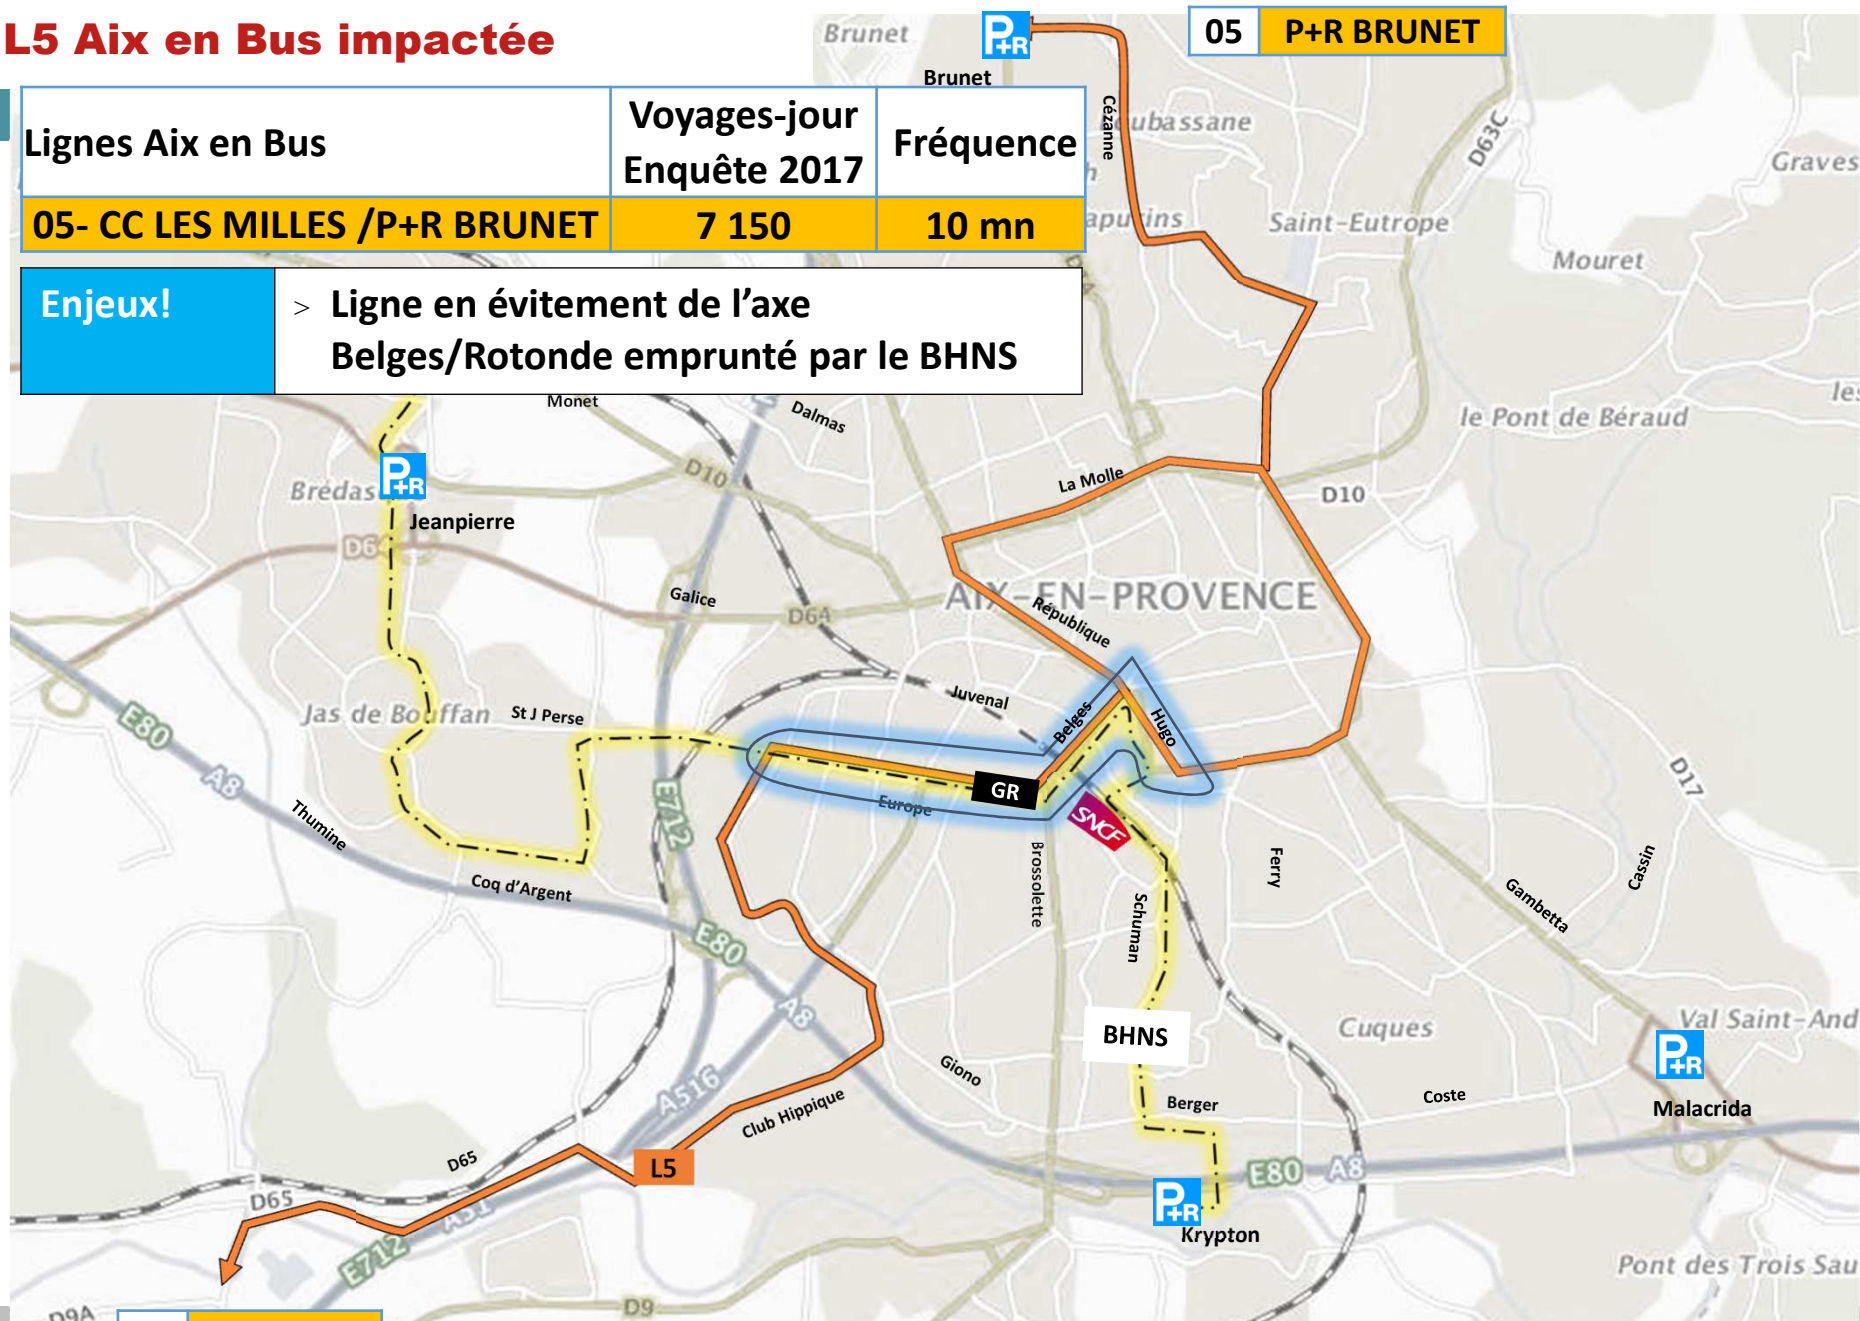 L5 Aix en Bus impactée
Brunet
P+R
Brunet
05 P+R BRUNET
Lignes Aix en Bus
Voyages-jour
Enquête 2017
Fréquence
05- CC LES MILLES /P+R BRUNET
7 150
10 mn
Enjeux!
> Ligne en évitement de l’axe
Belges/Rotonde emprunté par le BHNS
Cézanne
D63C
Graves
Saint-Eutrope
Mouret
le Pont de Béraud
Monet
Dalmas
D10
La Molle
D10
Brédas
P+R
Jeanpierre
Galice
D64
AIX-EN-PROVENCE
République
Juvenal
Belges
Hugo
Jas de Bouffan
St J Perse
E80
A8
E712
GR
Europe
SNCF
Thumine
Coq d’Argent
Brossolette
Schuman
Ferry
D17
Cassin
Gambetta
E80
A8
BHNS
Cuques
Val Saint-And
P+R
Malacrida
Giono
A516
Club Hippique
Berger
Coste
L5
D65
D65
A51
E712
E80
A8
P+R
Krypton
Pont des Trois Sau
D9A
D9